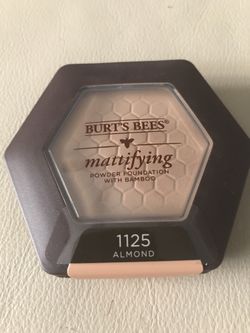 BURT'S BEES®
mattifying
POWDER FOUNDATION
WITH BAMBOO
1125
ALMOND